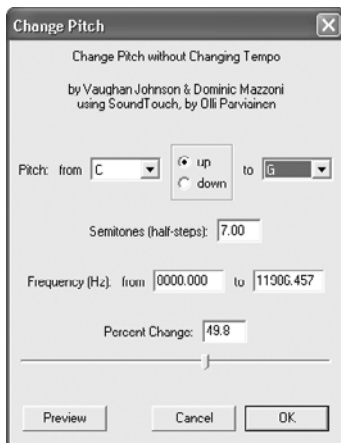 Change Pitch
Change Pitch without Changing Tempo
by Vaughan Johnson & Dominic Mazzoni
using SoundTouch, by Olli Parviainen
Pitch: from C up down to G
Semitones (half-steps): 7.00
Frequency (Hz): from 0000.000 to 11906.457
Percent Change: 49.8
Preview Cancel OK